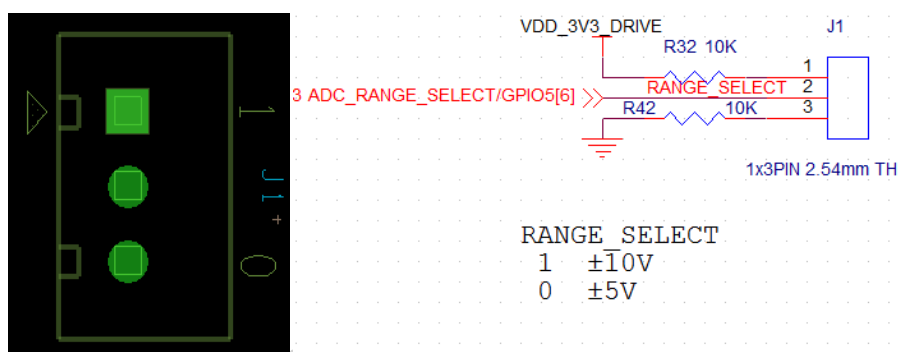 1
J1
+
0
VDD_3V3_DRIVE
J1
R32 10K
1
3 ADC_RANGE_SELECT/GPIO5[6]
RANGE_SELECT 2
R42
10K
3
1x3PIN 2.54mm TH
RANGE_SELECT
1 ±10V
0 ±5V